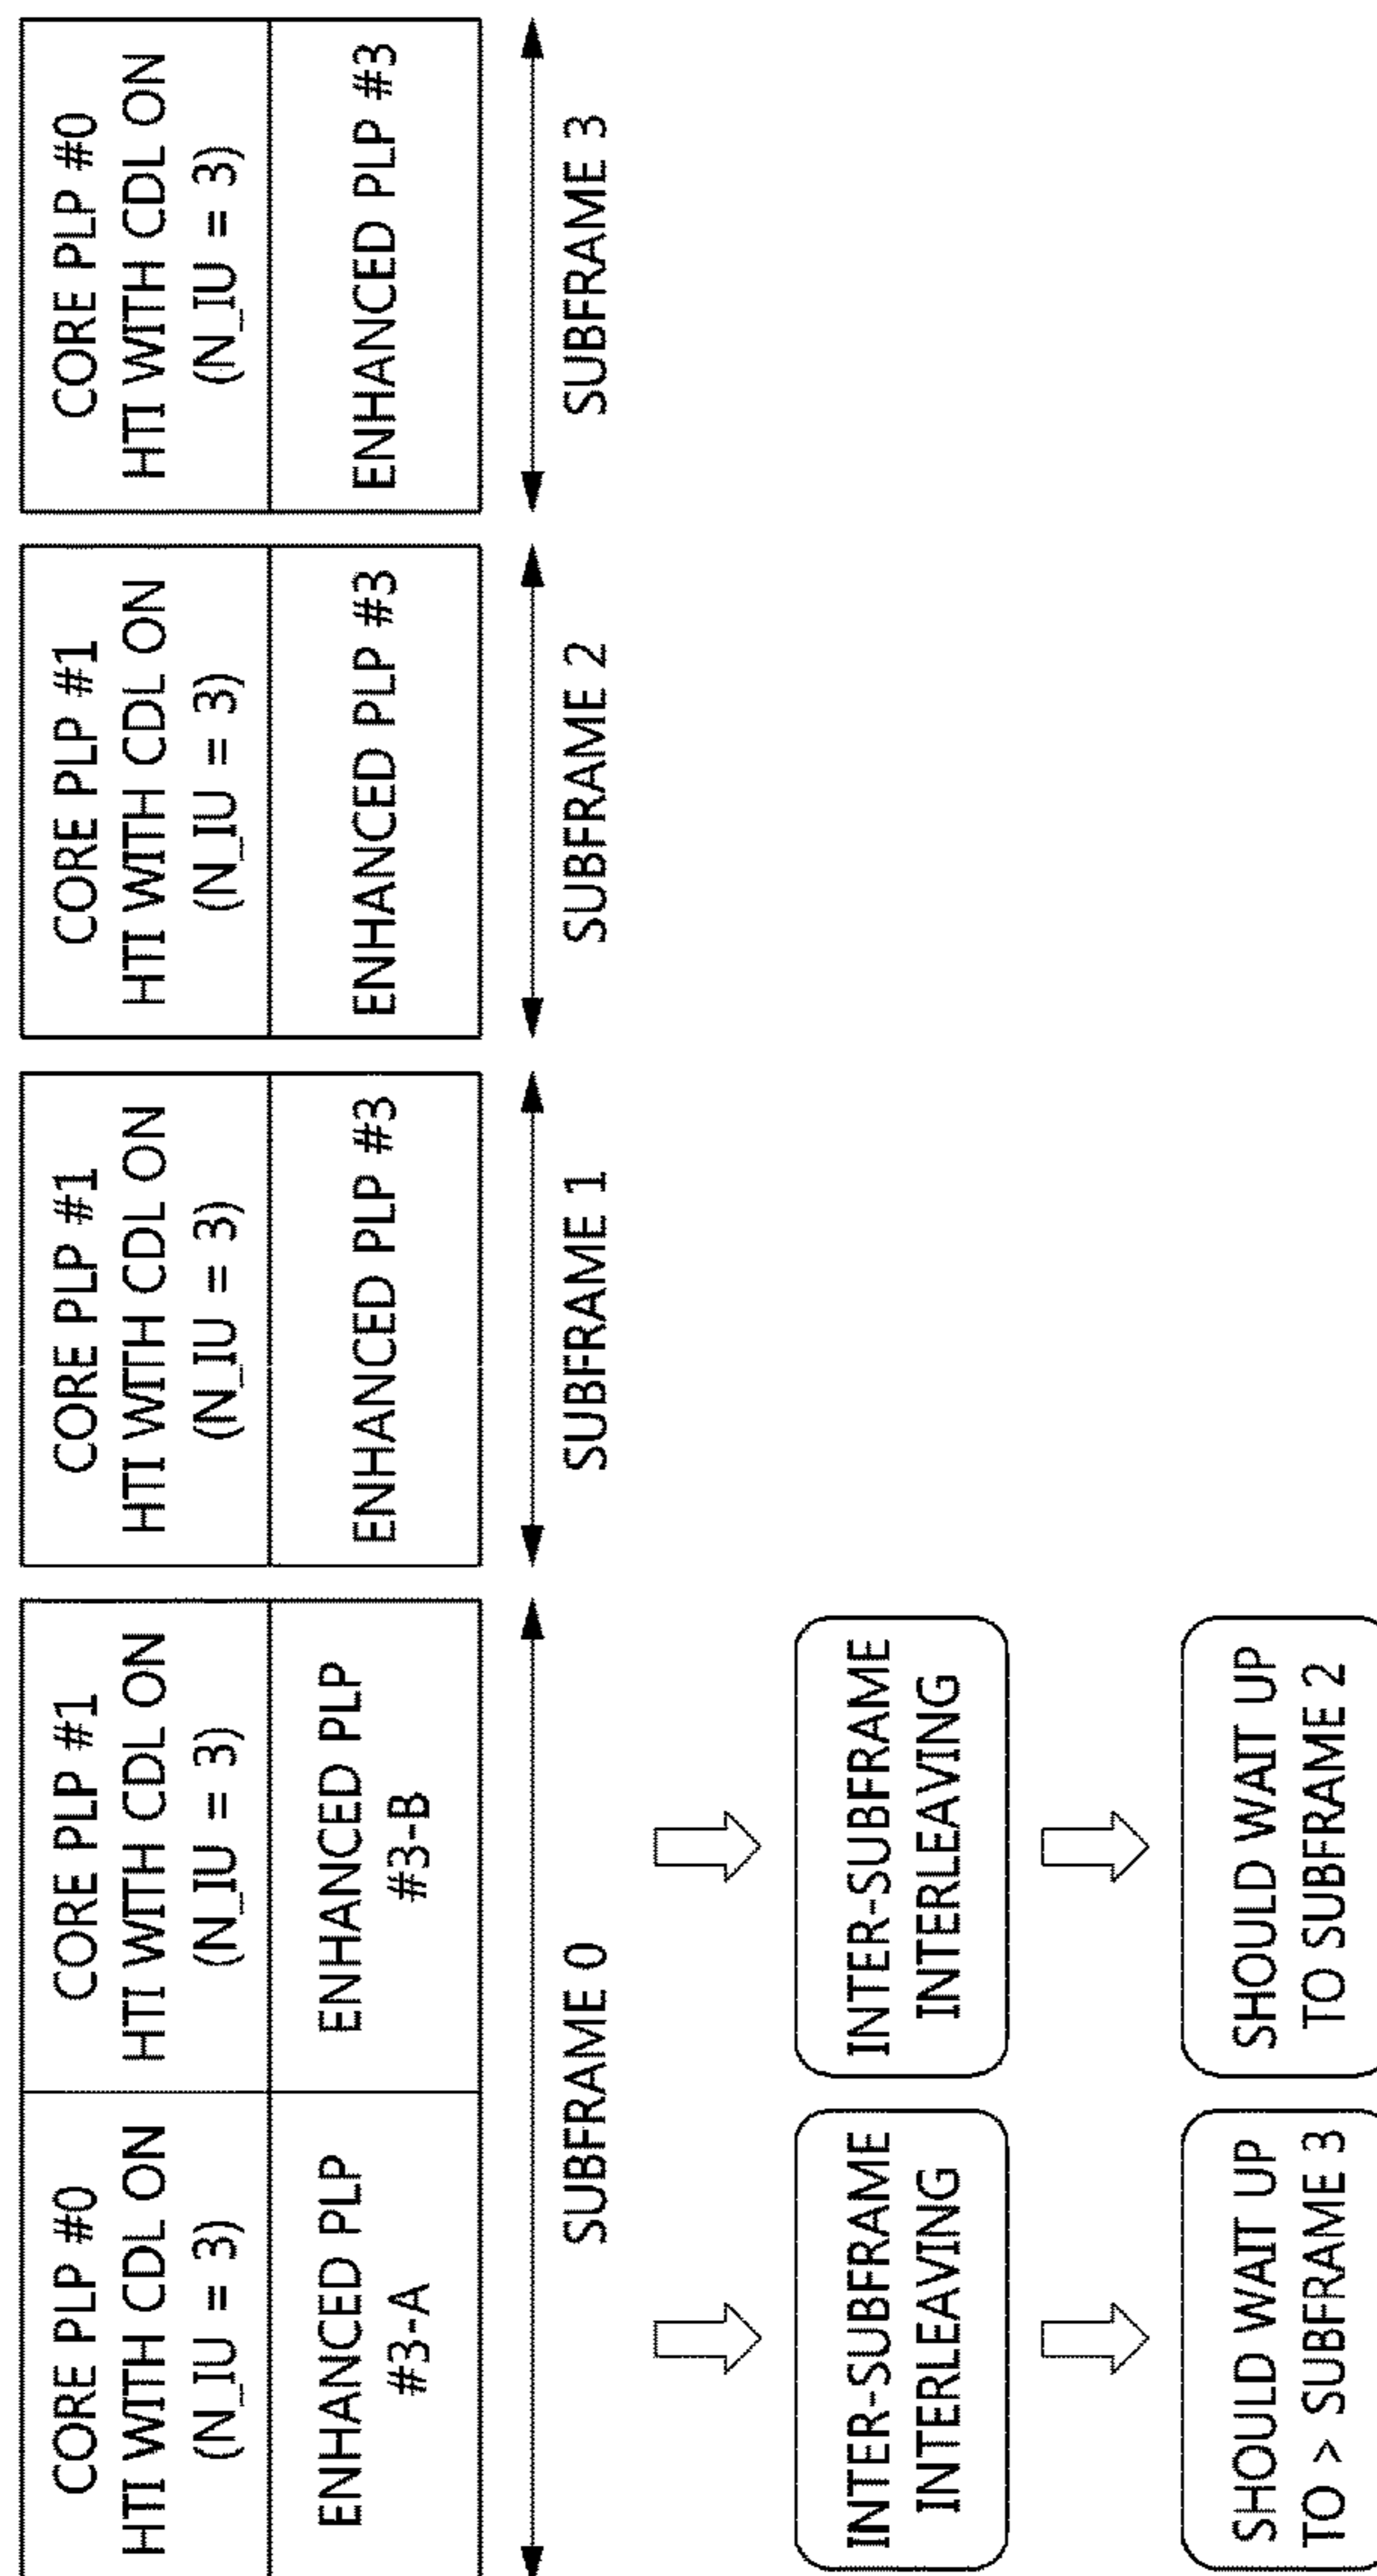 CORE PLP #0
HTI WITH CDL ON
(N_IU = 3)
CORE PLP #1
HTI WITH CDL ON
(N_IU = 3)
CORE PLP #1
HTI WITH CDL ON
(N_IU = 3)
CORE PLP #1
HTI WITH CDL ON
(N_IU = 3)
CORE PLP #0
HTI WITH CDL ON
(N_IU = 3)
ENHANCED PLP
#3-A
ENHANCED PLP
#3-B
ENHANCED PLP #3
ENHANCED PLP #3
ENHANCED PLP #3
SUBFRAME 0
SUBFRAME 1
SUBFRAME 2
SUBFRAME 3
INTER-SUBFRAME
INTERLEAVING
INTER-SUBFRAME
INTERLEAVING
SHOULD WAIT UP
TO > SUBFRAME 3
SHOULD WAIT UP
TO SUBFRAME 2